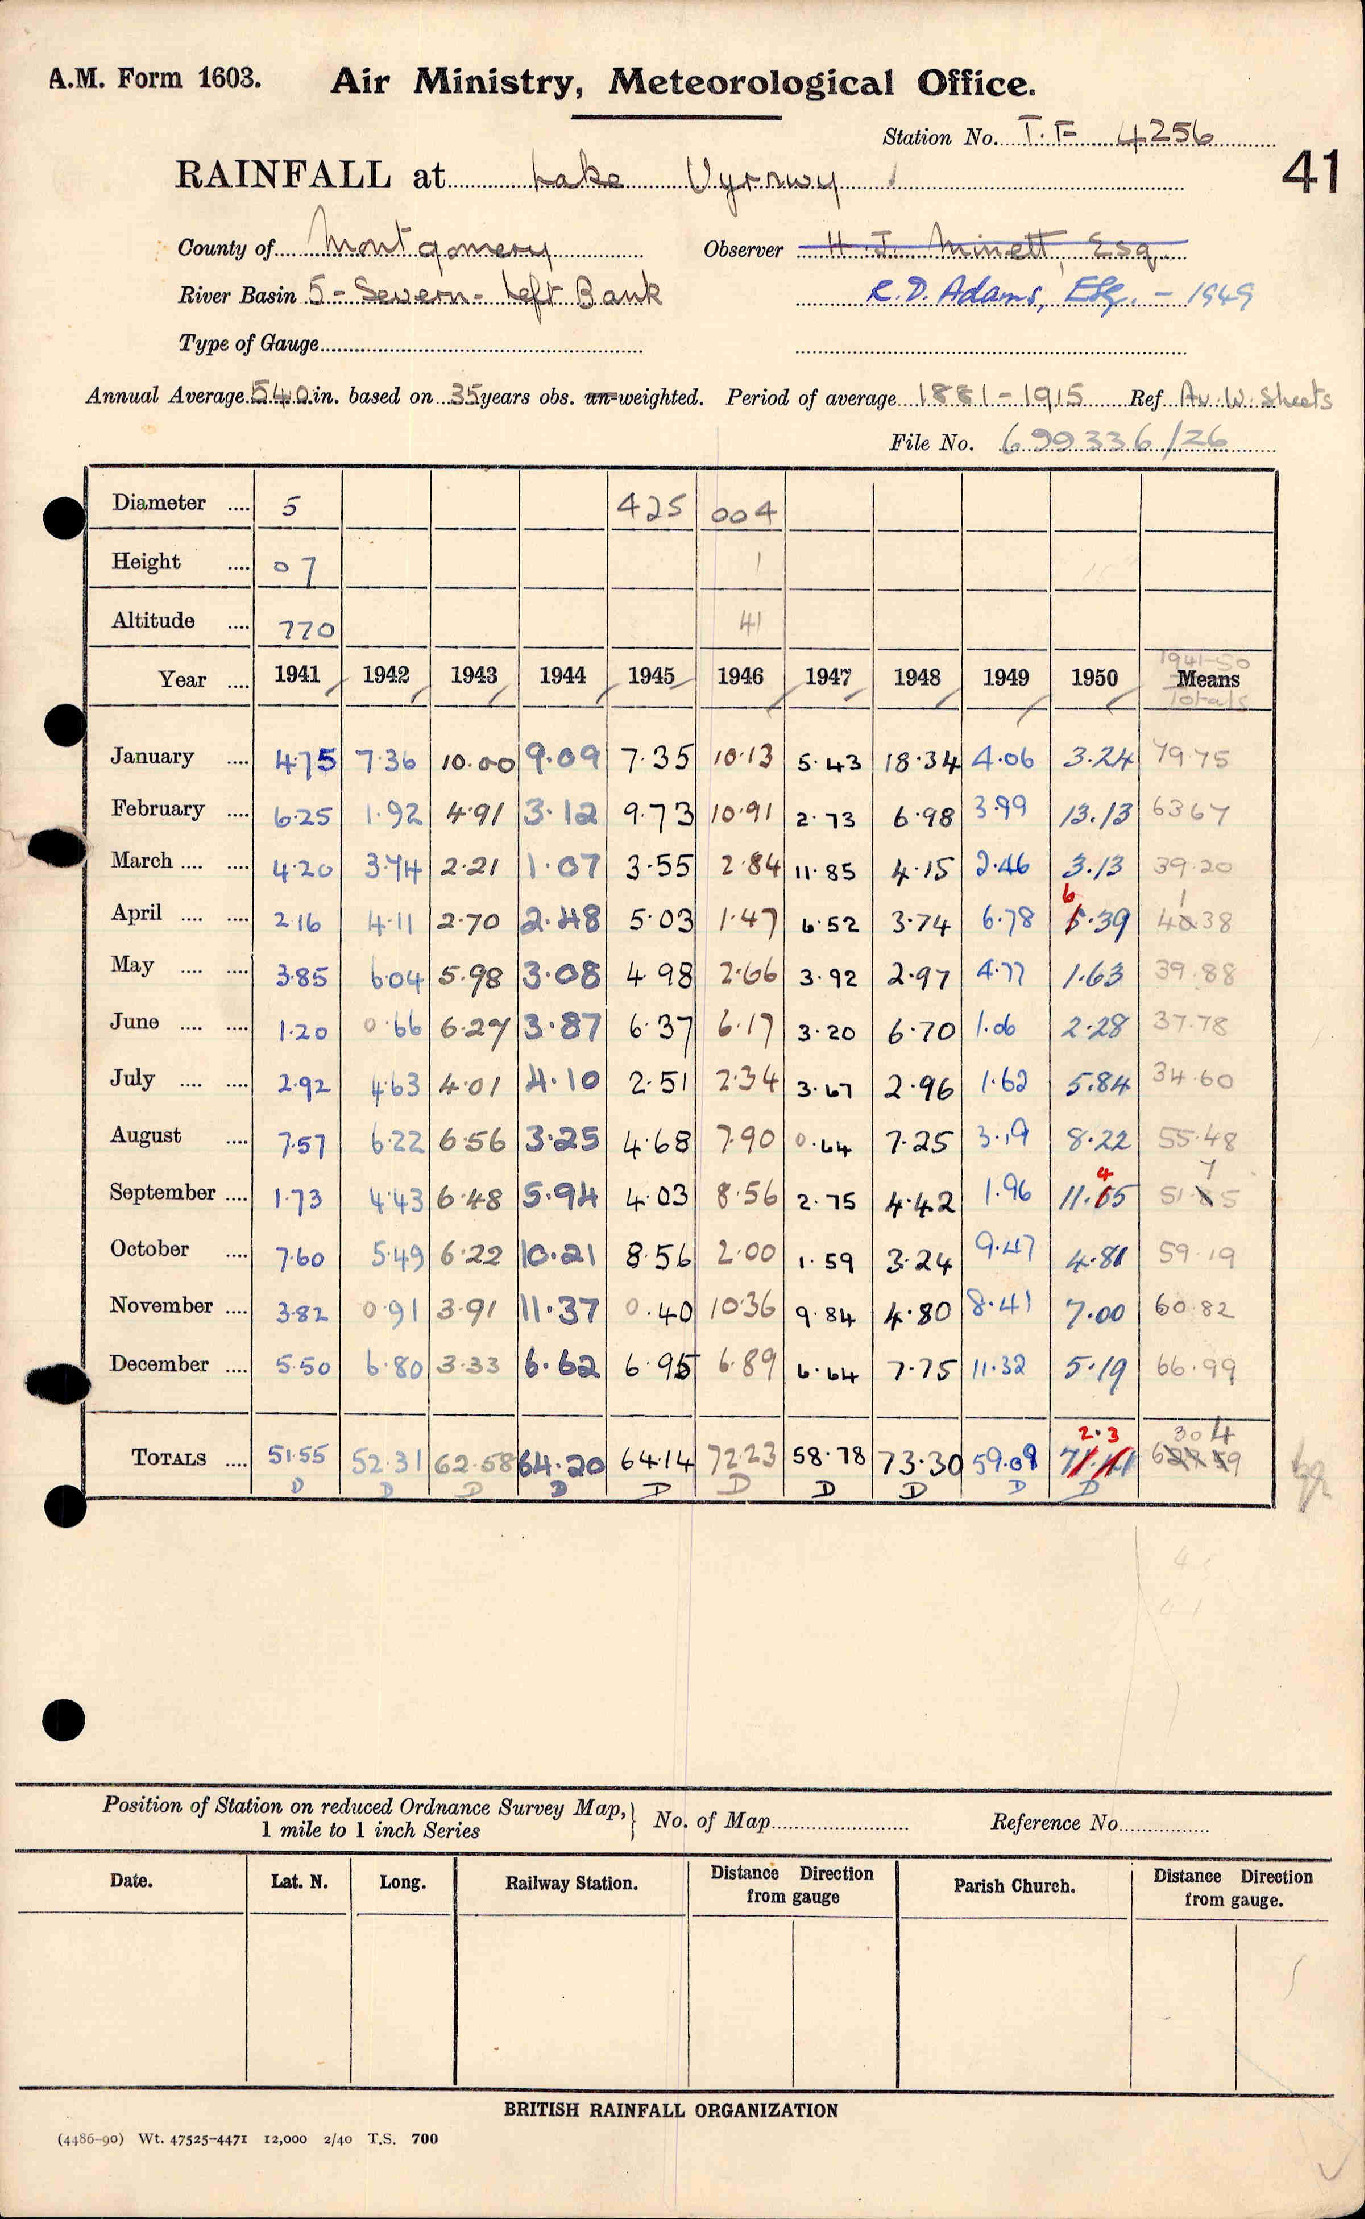 A.M. Form 1603. Air Ministry, Meteorological Office.
Station No. T.F 4256
41
RAINFALL at Lake Vyrnwy
County of Montgomery Observer H. J. Minett, Esq.
River Basin 5 - Severn - Left Bank R. D. Adams, Esq. - 1949
Type of Gauge
Annual Average 54.0 in. based on 35 years obs. un-weighted. Period of average 1881-1915 Ref Av. W. Sheets
File No. 699336/26
Diameter .... 5 425 004
Height .... 07 1
Altitude .... 770 41
Year .... 1941 1942 1943 1944 1945 1946 1947 1948 1949 1950 1941-50 Means Totals
January .... 4.75 7.36 10.00 9.09 7.35 10.13 5.43 18.34 4.06 3.24 79.75
February .... 6.25 1.92 4.91 3.12 9.73 10.91 2.73 6.98 3.99 13.13 63.67
March .... .... 4.20 3.74 2.21 1.07 3.55 2.84 11.85 4.15 2.46 3.13 39.20
April .... .... 2.16 4.11 2.70 2.48 5.03 1.47 6.52 3.74 6.78 6.39 41.38
May .... .... 3.85 6.04 5.98 3.08 4.98 2.66 3.92 2.97 4.77 1.63 39.88
June .... .... 1.20 0.66 6.27 3.87 6.37 6.17 3.20 6.70 1.06 2.28 37.78
July .... .... 2.92 4.63 4.01 4.10 2.51 2.34 3.67 2.96 1.62 5.84 34.60
August .... 7.57 6.22 6.56 3.25 4.68 7.90 0.64 7.25 3.19 8.22 55.48
September .... 1.73 4.43 6.48 5.94 4.03 8.56 2.75 4.42 1.96 11.45 51.75
October .... 7.60 5.49 6.22 10.21 8.56 2.00 1.59 3.24 9.47 4.81 59.19
November .... 3.82 0.91 3.91 11.37 0.40 10.36 9.84 4.80 8.41 7.00 60.82
December .... 5.50 6.80 3.33 6.62 6.95 6.89 6.64 7.75 11.32 5.19 66.99
TOTALS .... 51.55 52.31 62.58 64.20 64.14 72.23 58.78 73.30 59.09 72.31 630.49
D D D D D D D D D D
Position of Station on reduced Ordnance Survey Map, 1 mile to 1 inch Series } No. of Map Reference No.
Date. Lat. N. Long. Railway Station. Distance Direction from gauge Parish Church. Distance Direction from gauge.
BRITISH RAINFALL ORGANIZATION
(4486-90) Wt. 47525-4471 12,000 2/40 T.S. 700